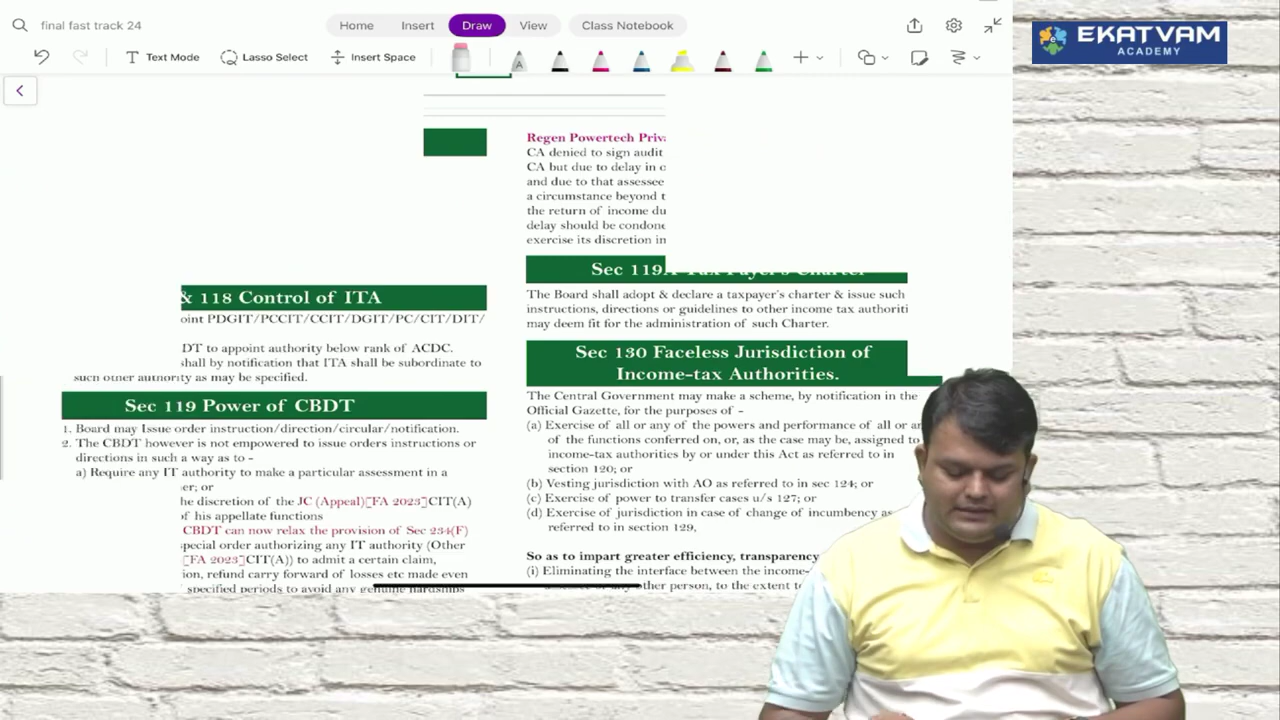 final fast track 24
Home Insert Draw View Class Notebook
EKATVAM
ACADEMY
Text Mode Lasso Select Insert Space
& 118 Control of ITA
oint PDGIT/PCCIT/CCIT/DGIT/PC/CIT/DIT/
DT to appoint authority below rank of ACDC.
shall by notification that ITA shall be subordinate to
such other authority as may be specified.
Sec 119 Power of CBDT
1. Board may Issue order instruction/direction/circular/notification.
2. The CBDT however is not empowered to issue orders instructions or
directions in such a way as to -
a) Require any IT authority to make a particular assessment in a
er; or
he discretion of the JC (Appeal)[FA 2023]CIT(A)
of his appellate functions
CBDT can now relax the provision of Sec 234(F)
pecial order authorizing any IT authority (Other
[FA 2023]CIT(A)) to admit a certain claim,
ion, refund carry forward of losses etc made even
specified periods to avoid any genuine hardships
Regen Powertech Priv
CA denied to sign audit
CA but due to delay in
and due to that assessee
a circumstance beyond
the return of income du
delay should be condone
exercise its discretion in
Sec 119A Tax Payer's Charter
The Board shall adopt & declare a taxpayer's charter & issue such
instructions, directions or guidelines to other income tax authoriti
may deem fit for the administration of such Charter.
Sec 130 Faceless Jurisdiction of
Income-tax Authorities.
The Central Government may make a scheme, by notification in the
Official Gazette, for the purposes of -
(a) Exercise of all or any of the powers and performance of all or an
of the functions conferred on, or, as the case may be, assigned to
income-tax authorities by or under this Act as referred to in
section 120; or
(b) Vesting jurisdiction with AO as referred to in sec 124; or
(c) Exercise of power to transfer cases u/s 127; or
(d) Exercise of jurisdiction in case of change of incumbency as
referred to in section 129,
So as to impart greater efficiency, transparency
(i) Eliminating the interface between the income-
other person, to the extent